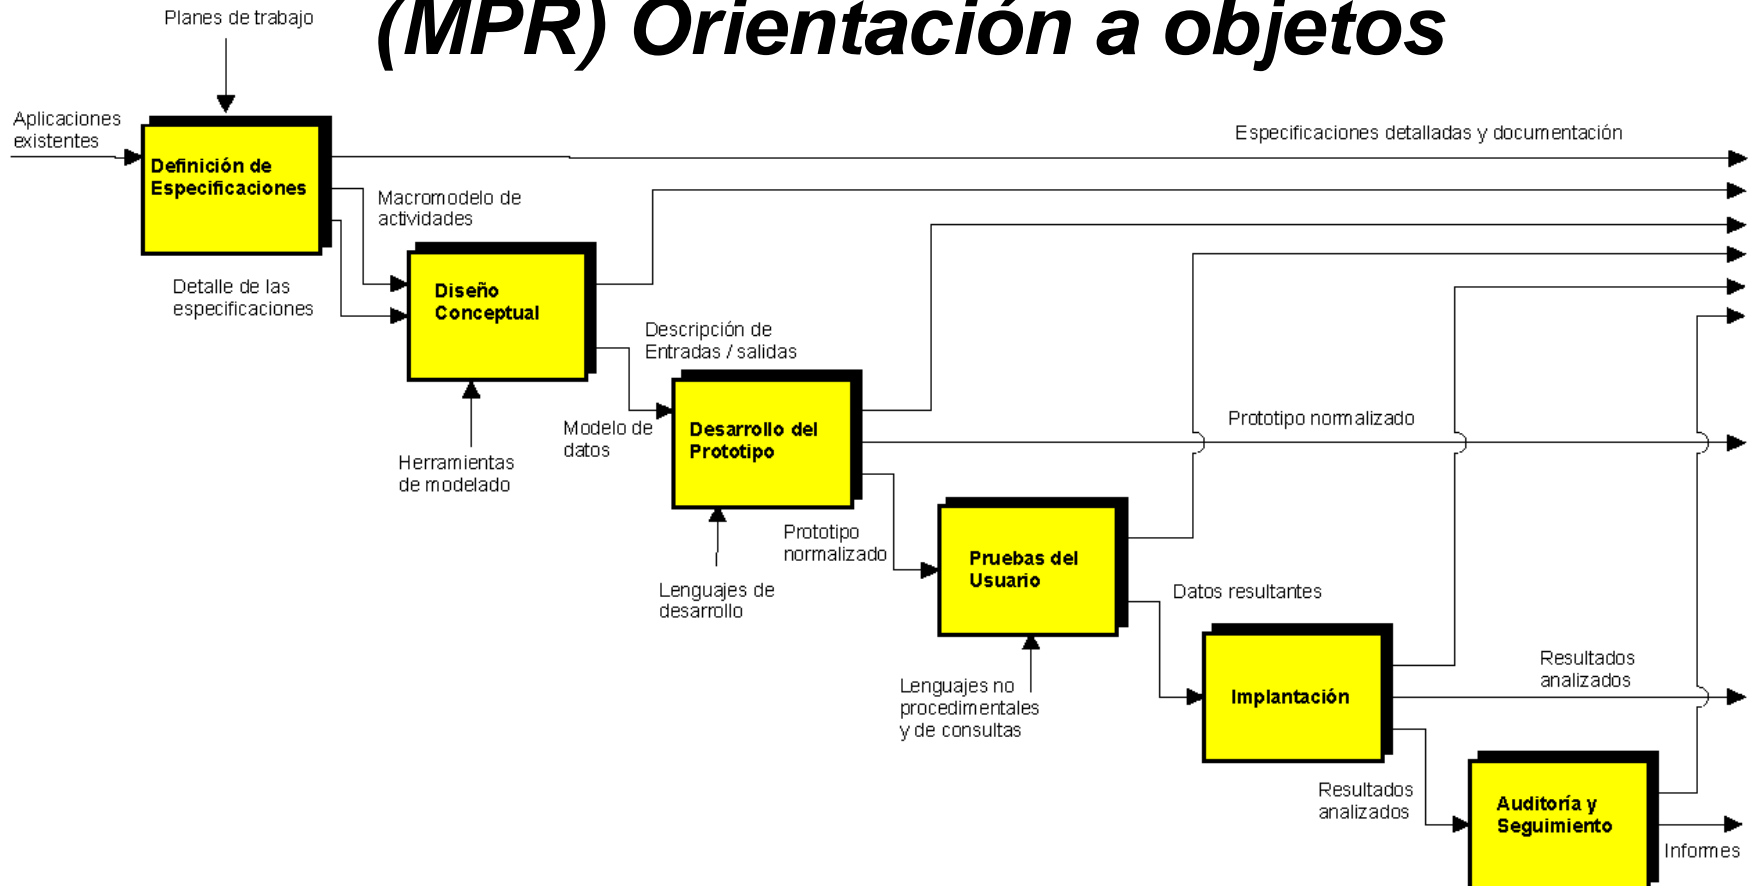 (MPR) Orientación a objetos
Planes de trabajo
Aplicaciones
existentes
Especificaciones detalladas y documentación
Definición de
Especificaciones
Macromodelo de
actividades
Detalle de las
especificaciones
Diseño
Conceptual
Descripción de
Entradas / salidas
Modelo de
datos
Desarrollo del
Prototipo
Prototipo normalizado
Herramientas
de modelado
Prototipo
normalizado
Pruebas del
Usuario
Lenguajes de
desarrollo
Datos resultantes
Lenguajes no
procedimentales
y de consultas
Implantación
Resultados
analizados
Resultados
analizados
Auditoría y
Seguimiento
Informes